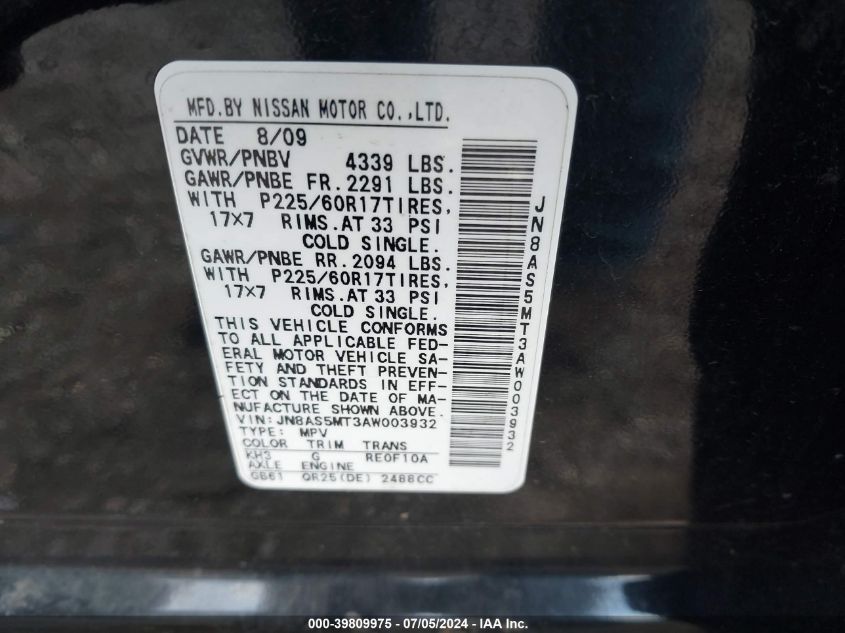 MFD.BY NISSAN MOTOR CO.,LTD.
DATE 8/09
GVWR/PNBV 4339 LBS.
GAWR/PNBE FR.2291 LBS.
WITH P225/60R17TIRES,
17×7 RIMS.AT 33 PSI
COLD SINGLE.
GAWR/PNBE RR.2094 LBS.
WITH P225/60R17TIRES,
17×7 RIMS.AT 33 PSI
COLD SINGLE.
THIS VEHICLE CONFORMS
TO ALL APPLICABLE FED-
ERAL MOTOR VEHICLE SA-
FETY AND THEFT PREVEN-
TION STANDARDS IN EFF-
ECT ON THE DATE OF MA-
NUFACTURE SHOWN ABOVE.
VIN:JN8AS5MT3AW003932
TYPE: MPV
COLOR TRIM TRANS
KH3 G RE0F10A
AXLE ENGINE
GB61 QR25(DE) 2488CC
JN8AS5MT3AW003932
000-39809975 - 07/05/2024 - IAA Inc.